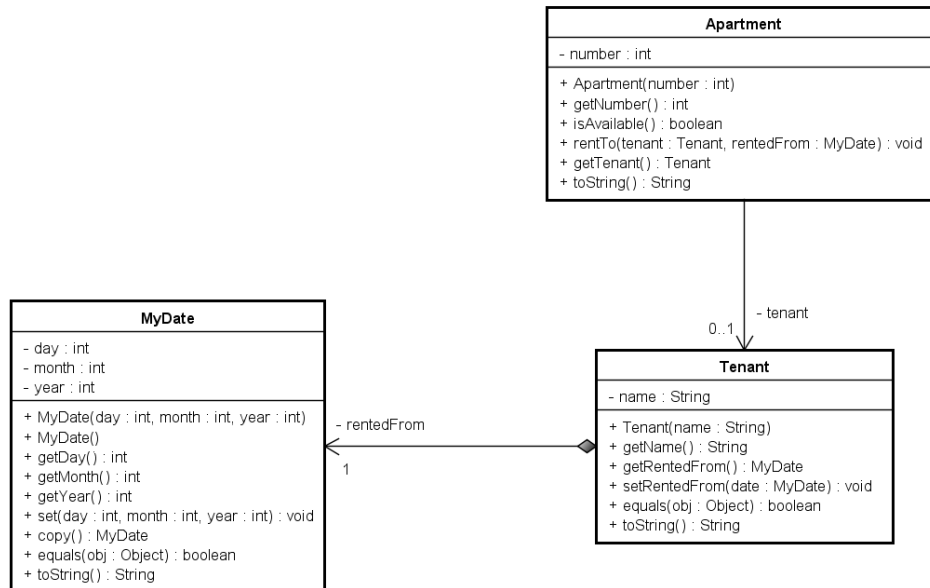 Apartment
- number : int
+ Apartment(number : int)
+ getNumber() : int
+ isAvailable() : boolean
+ rentTo(tenant : Tenant, rentedFrom : MyDate) : void
+ getTenant() : Tenant
+ toString() : String
- tenant
0..1
MyDate
- day : int
- month : int
- year : int
+ MyDate(day : int, month : int, year : int)
+ MyDate()
+ getDay() : int
+ getMonth() : int
+ getYear() : int
+ set(day : int, month : int, year : int) : void
+ copy() : MyDate
+ equals(obj : Object) : boolean
+ toString() : String
- rentedFrom
1
Tenant
- name : String
+ Tenant(name : String)
+ getName() : String
+ getRentedFrom() : MyDate
+ setRentedFrom(date : MyDate) : void
+ equals(obj : Object) : boolean
+ toString() : String